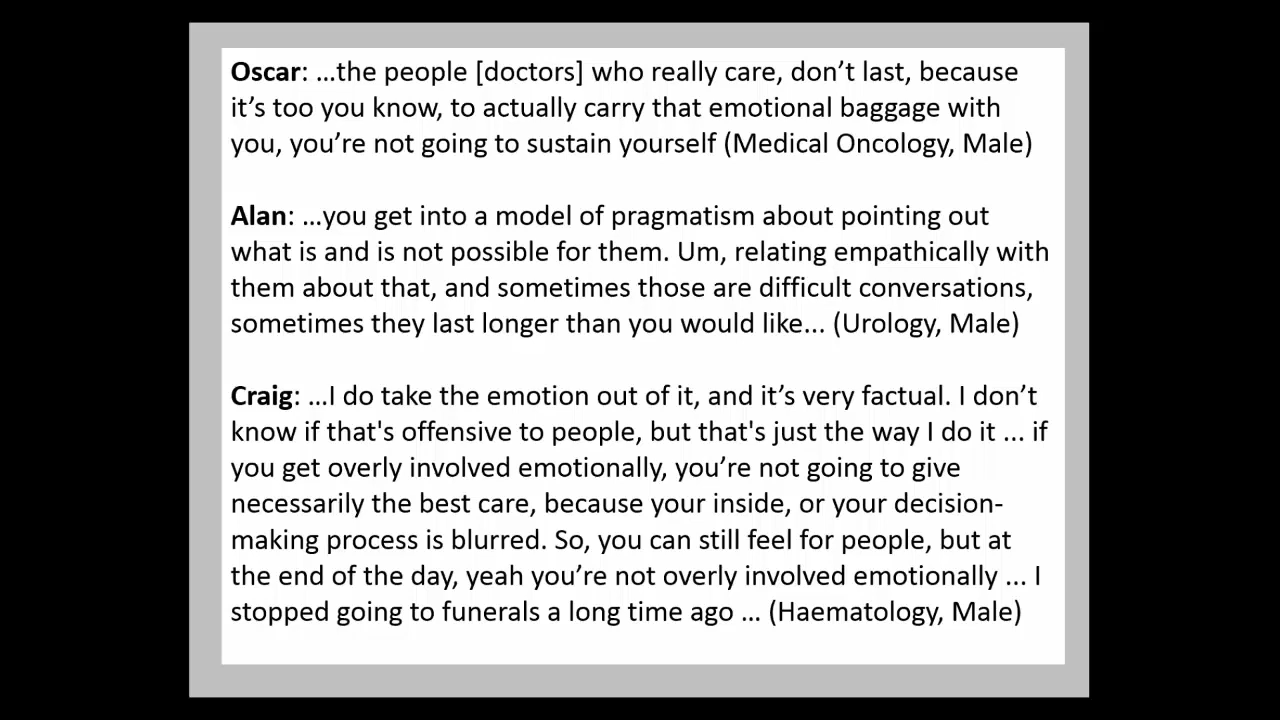 Oscar: …the people [doctors] who really care, don’t last, because
it’s too you know, to actually carry that emotional baggage with
you, you’re not going to sustain yourself (Medical Oncology, Male)
Alan: …you get into a model of pragmatism about pointing out
what is and is not possible for them. Um, relating empathically with
them about that, and sometimes those are difficult conversations,
sometimes they last longer than you would like... (Urology, Male)
Craig: …I do take the emotion out of it, and it’s very factual. I don’t
know if that's offensive to people, but that's just the way I do it ... if
you get overly involved emotionally, you’re not going to give
necessarily the best care, because your inside, or your decision-
making process is blurred. So, you can still feel for people, but at
the end of the day, yeah you’re not overly involved emotionally ... I
stopped going to funerals a long time ago … (Haematology, Male)